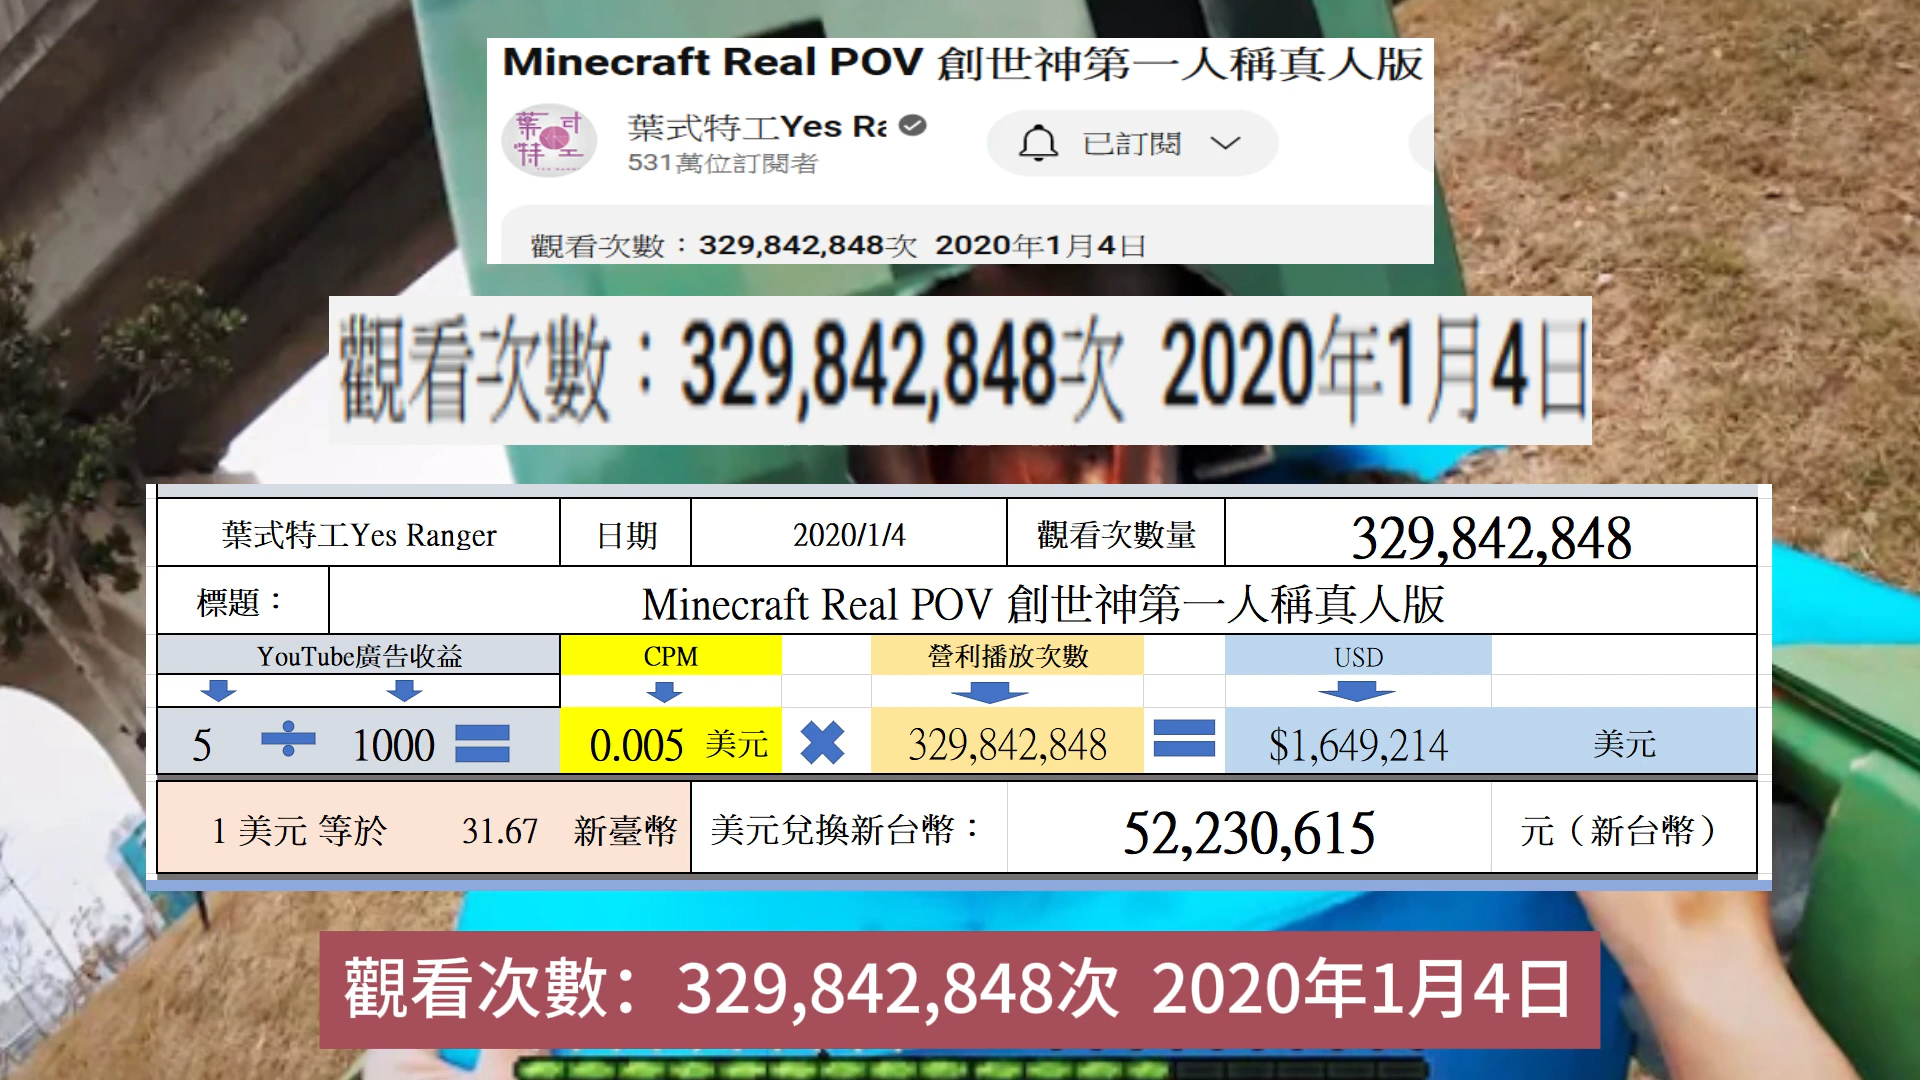 Minecraft Real POV 創世神第一人稱真人版
葉式特工Yes Ra
531萬位訂閱者
已訂閱
觀看次數：329,842,848次 2020年1月4日
觀看次數：329,842,848次 2020年1月4日
葉式特工Yes Ranger 日期 2020/1/4 觀看次數量 329,842,848
標題： Minecraft Real POV 創世神第一人稱真人版
YouTube廣告收益 CPM 營利播放次數 USD
5 ÷ 1000 = 0.005 美元 × 329,842,848 = $1,649,214 美元
1 美元 等於 31.67 新臺幣 美元兌換新台幣： 52,230,615 元（新台幣）
觀看次數：329,842,848次 2020年1月4日